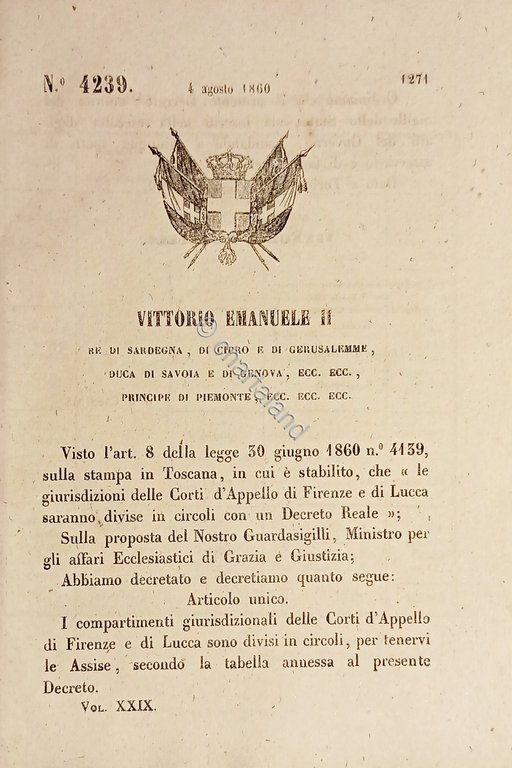 N.º 4239.
4 agosto 1860
1271
VITTORIO EMANUELE II
RE DI SARDEGNA, DI CIPRO E DI GERUSALEMME,
DUCA DI SAVOIA E DI GENOVA, ECC. ECC.,
PRINCIPE DI PIEMONTE, ECC. ECC. ECC.
© chartaland
Visto l'art. 8 della legge 30 giugno 1860 n.º 4139,
sulla stampa in Toscana, in cui è stabilito, che « le
giurisdizioni delle Corti d'Appello di Firenze e di Lucca
saranno divise in circoli con un Decreto Reale »;
Sulla proposta del Nostro Guardasigilli, Ministro per
gli affari Ecclesiastici di Grazia e Giustizia;
Abbiamo decretato e decretiamo quanto segue:
Articolo unico.
I compartimenti giurisdizionali delle Corti d'Appello
di Firenze e di Lucca sono divisi in circoli, per tenervi
le Assise, secondo la tabella annessa al presente
Decreto.
VOL. XXIX.